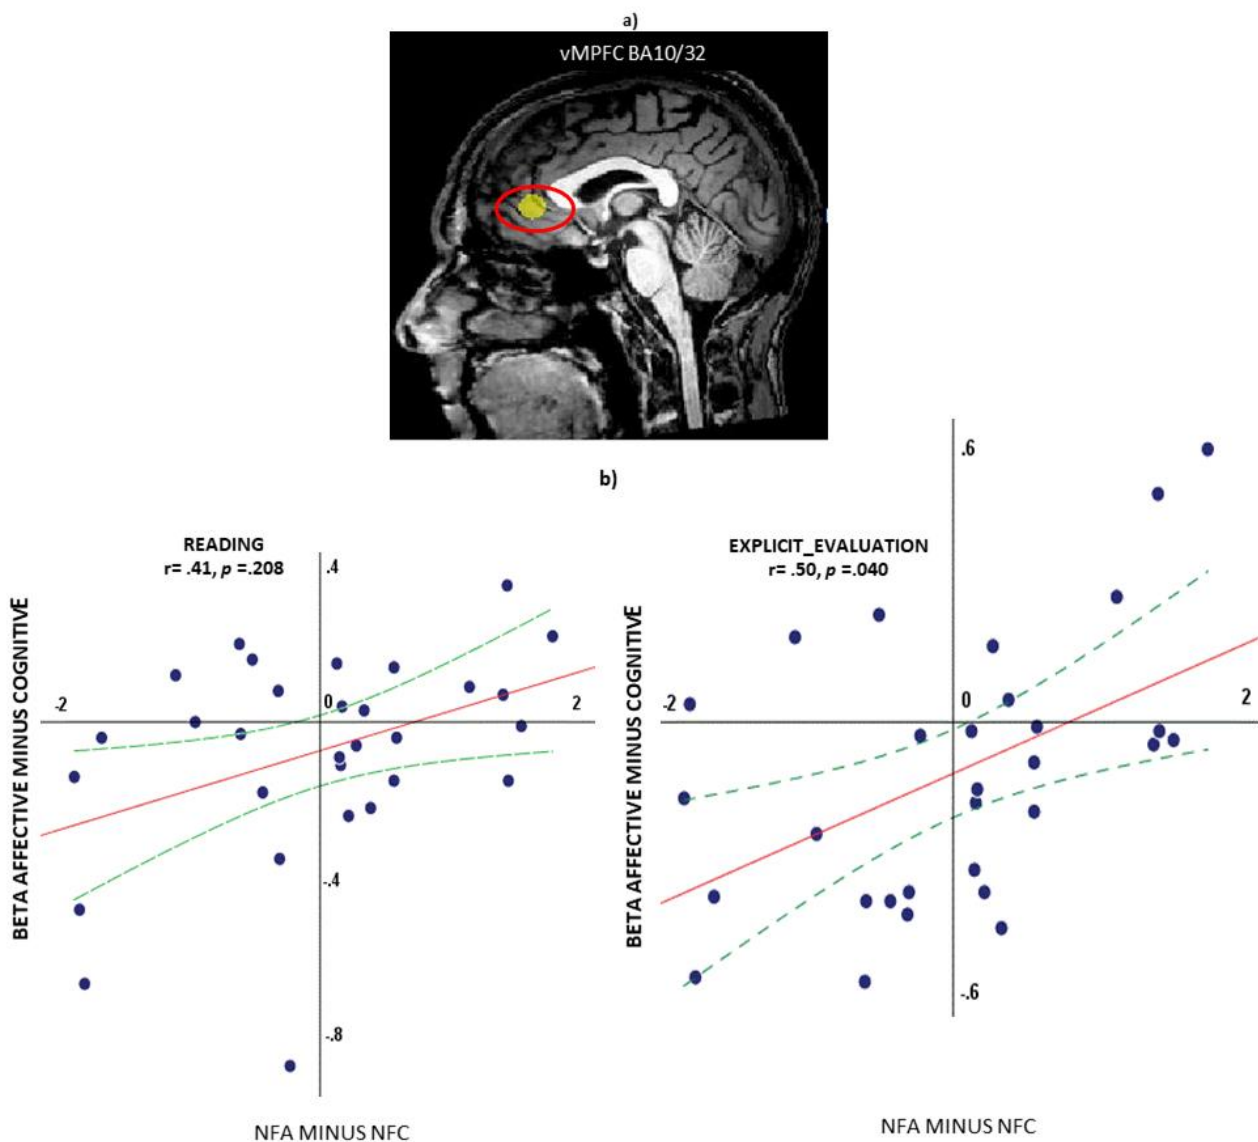 a)
vMPFC BA10/32
b)
READING
r= .41, p =.208
BETA AFFECTIVE MINUS COGNITIVE
.4
-2
0
2
-.4
-.8
NFA MINUS NFC
EXPLICIT_EVALUATION
r= .50, p =.040
BETA AFFECTIVE MINUS COGNITIVE
.6
-2
0
2
-.6
NFA MINUS NFC